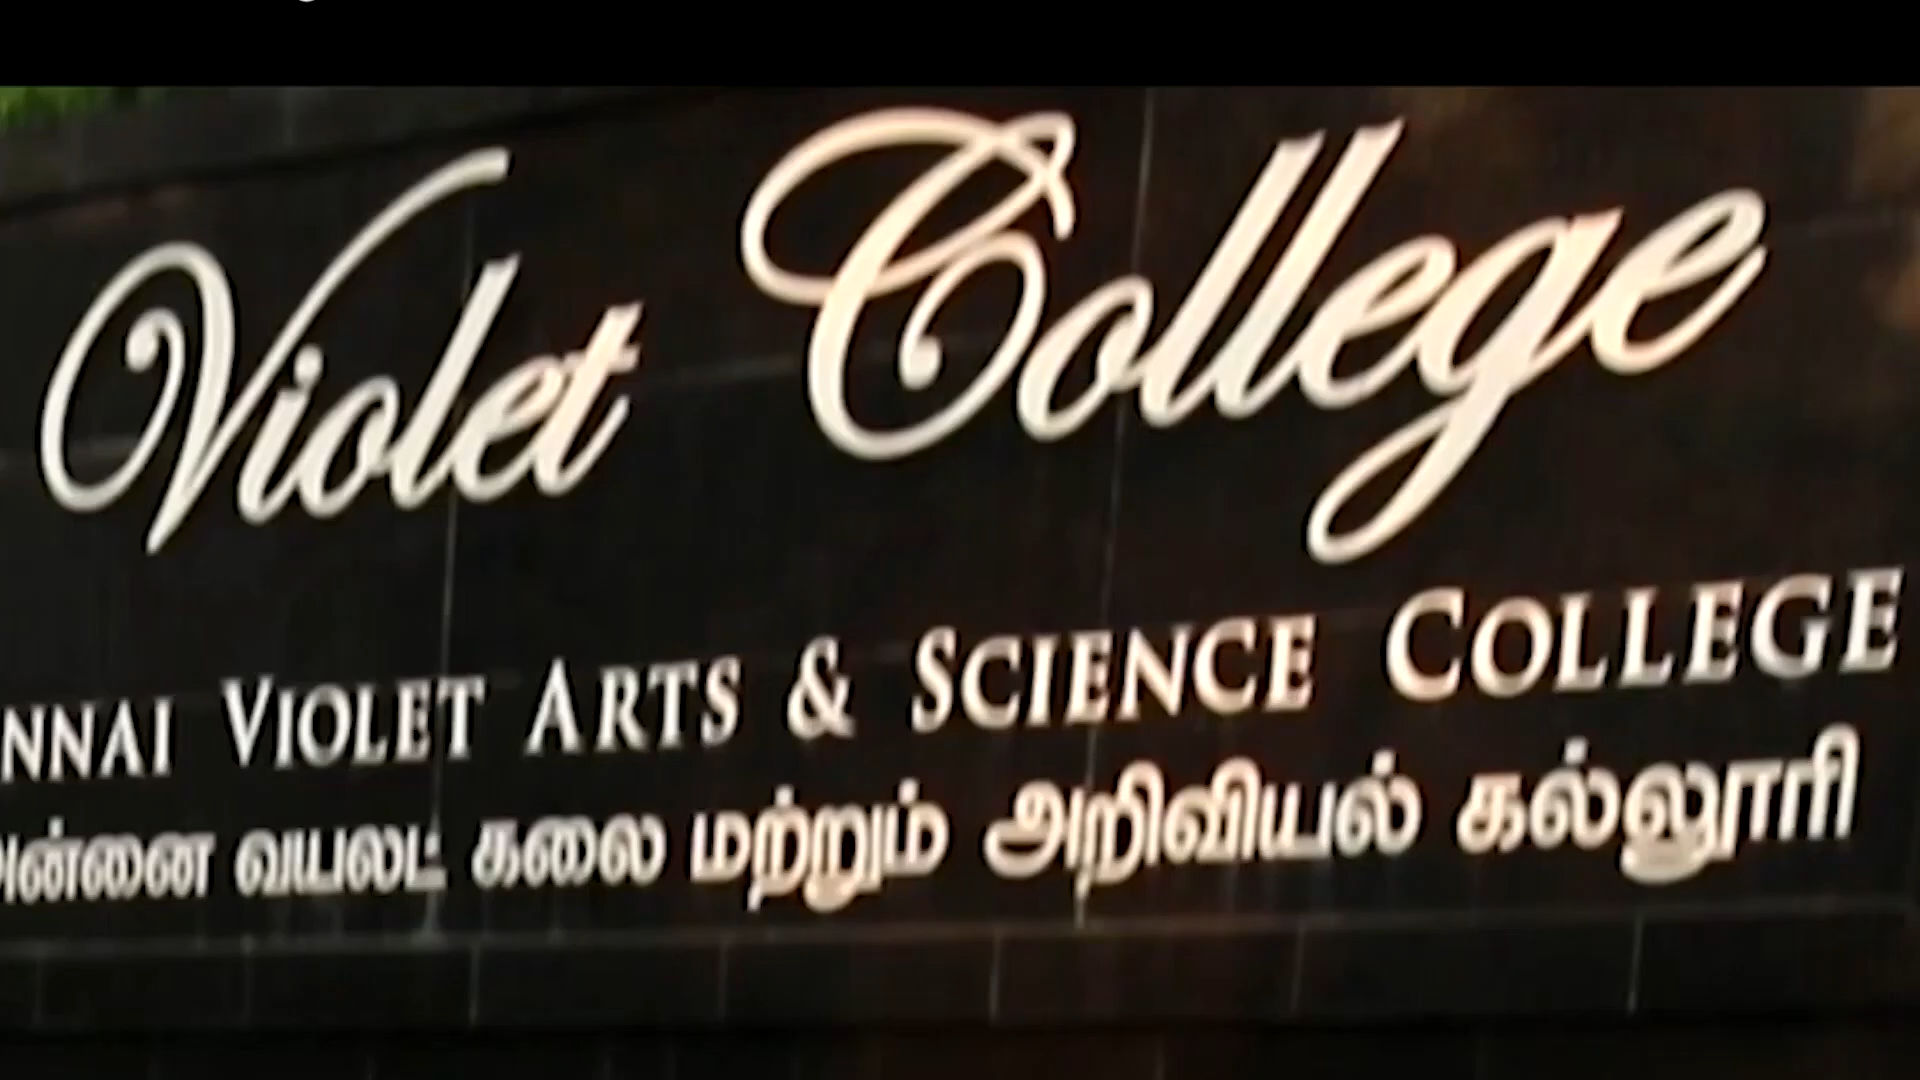 Violet College
NNAI VIOLET ARTS & SCIENCE COLLEGE
அன்னை வயலட் கலை மற்றும் அறிவியல் கல்லூரி